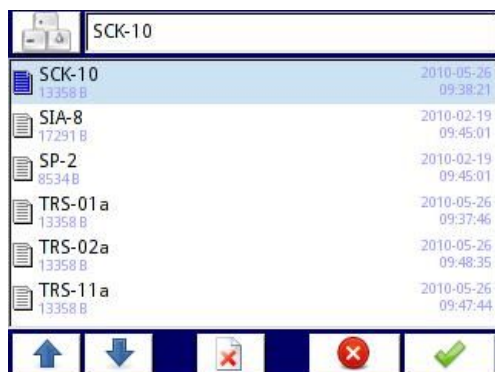 SCK-10
SCK-10 2010-05-26
13358 B 09:38:21
SIA-8 2010-02-19
17291 B 09:45:01
SP-2 2010-02-19
8534 B 09:45:01
TRS-01a 2010-05-26
13358 B 09:37:46
TRS-02a 2010-05-26
13358 B 09:48:35
TRS-11a 2010-05-26
13358 B 09:47:44